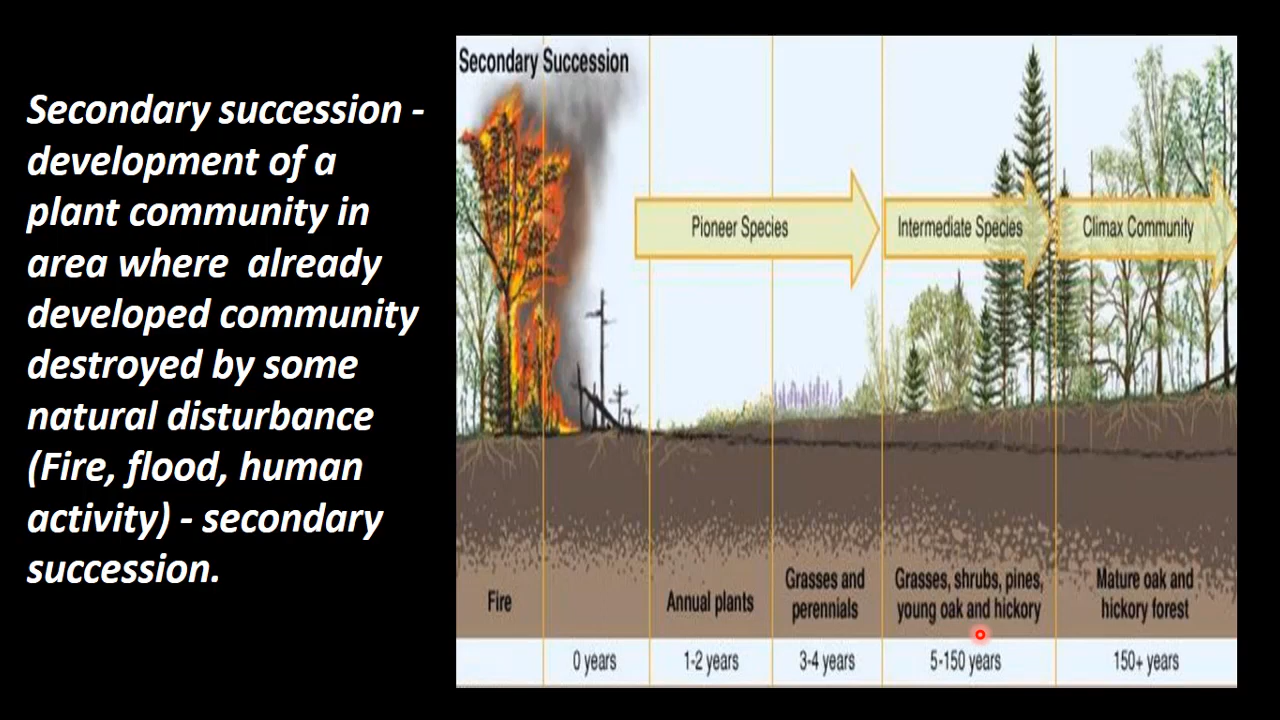 Secondary succession -
development of a
plant community in
area where  already
developed community
destroyed by some
natural disturbance
(Fire, flood, human
activity) - secondary
succession.
Secondary Succession
Pioneer Species
Intermediate Species
Climax Community
Fire
Annual plants
Grasses and
perennials
Grasses, shrubs, pines,
young oak and hickory
Mature oak and
hickory forest
0 years
1-2 years
3-4 years
5-150 years
150+ years